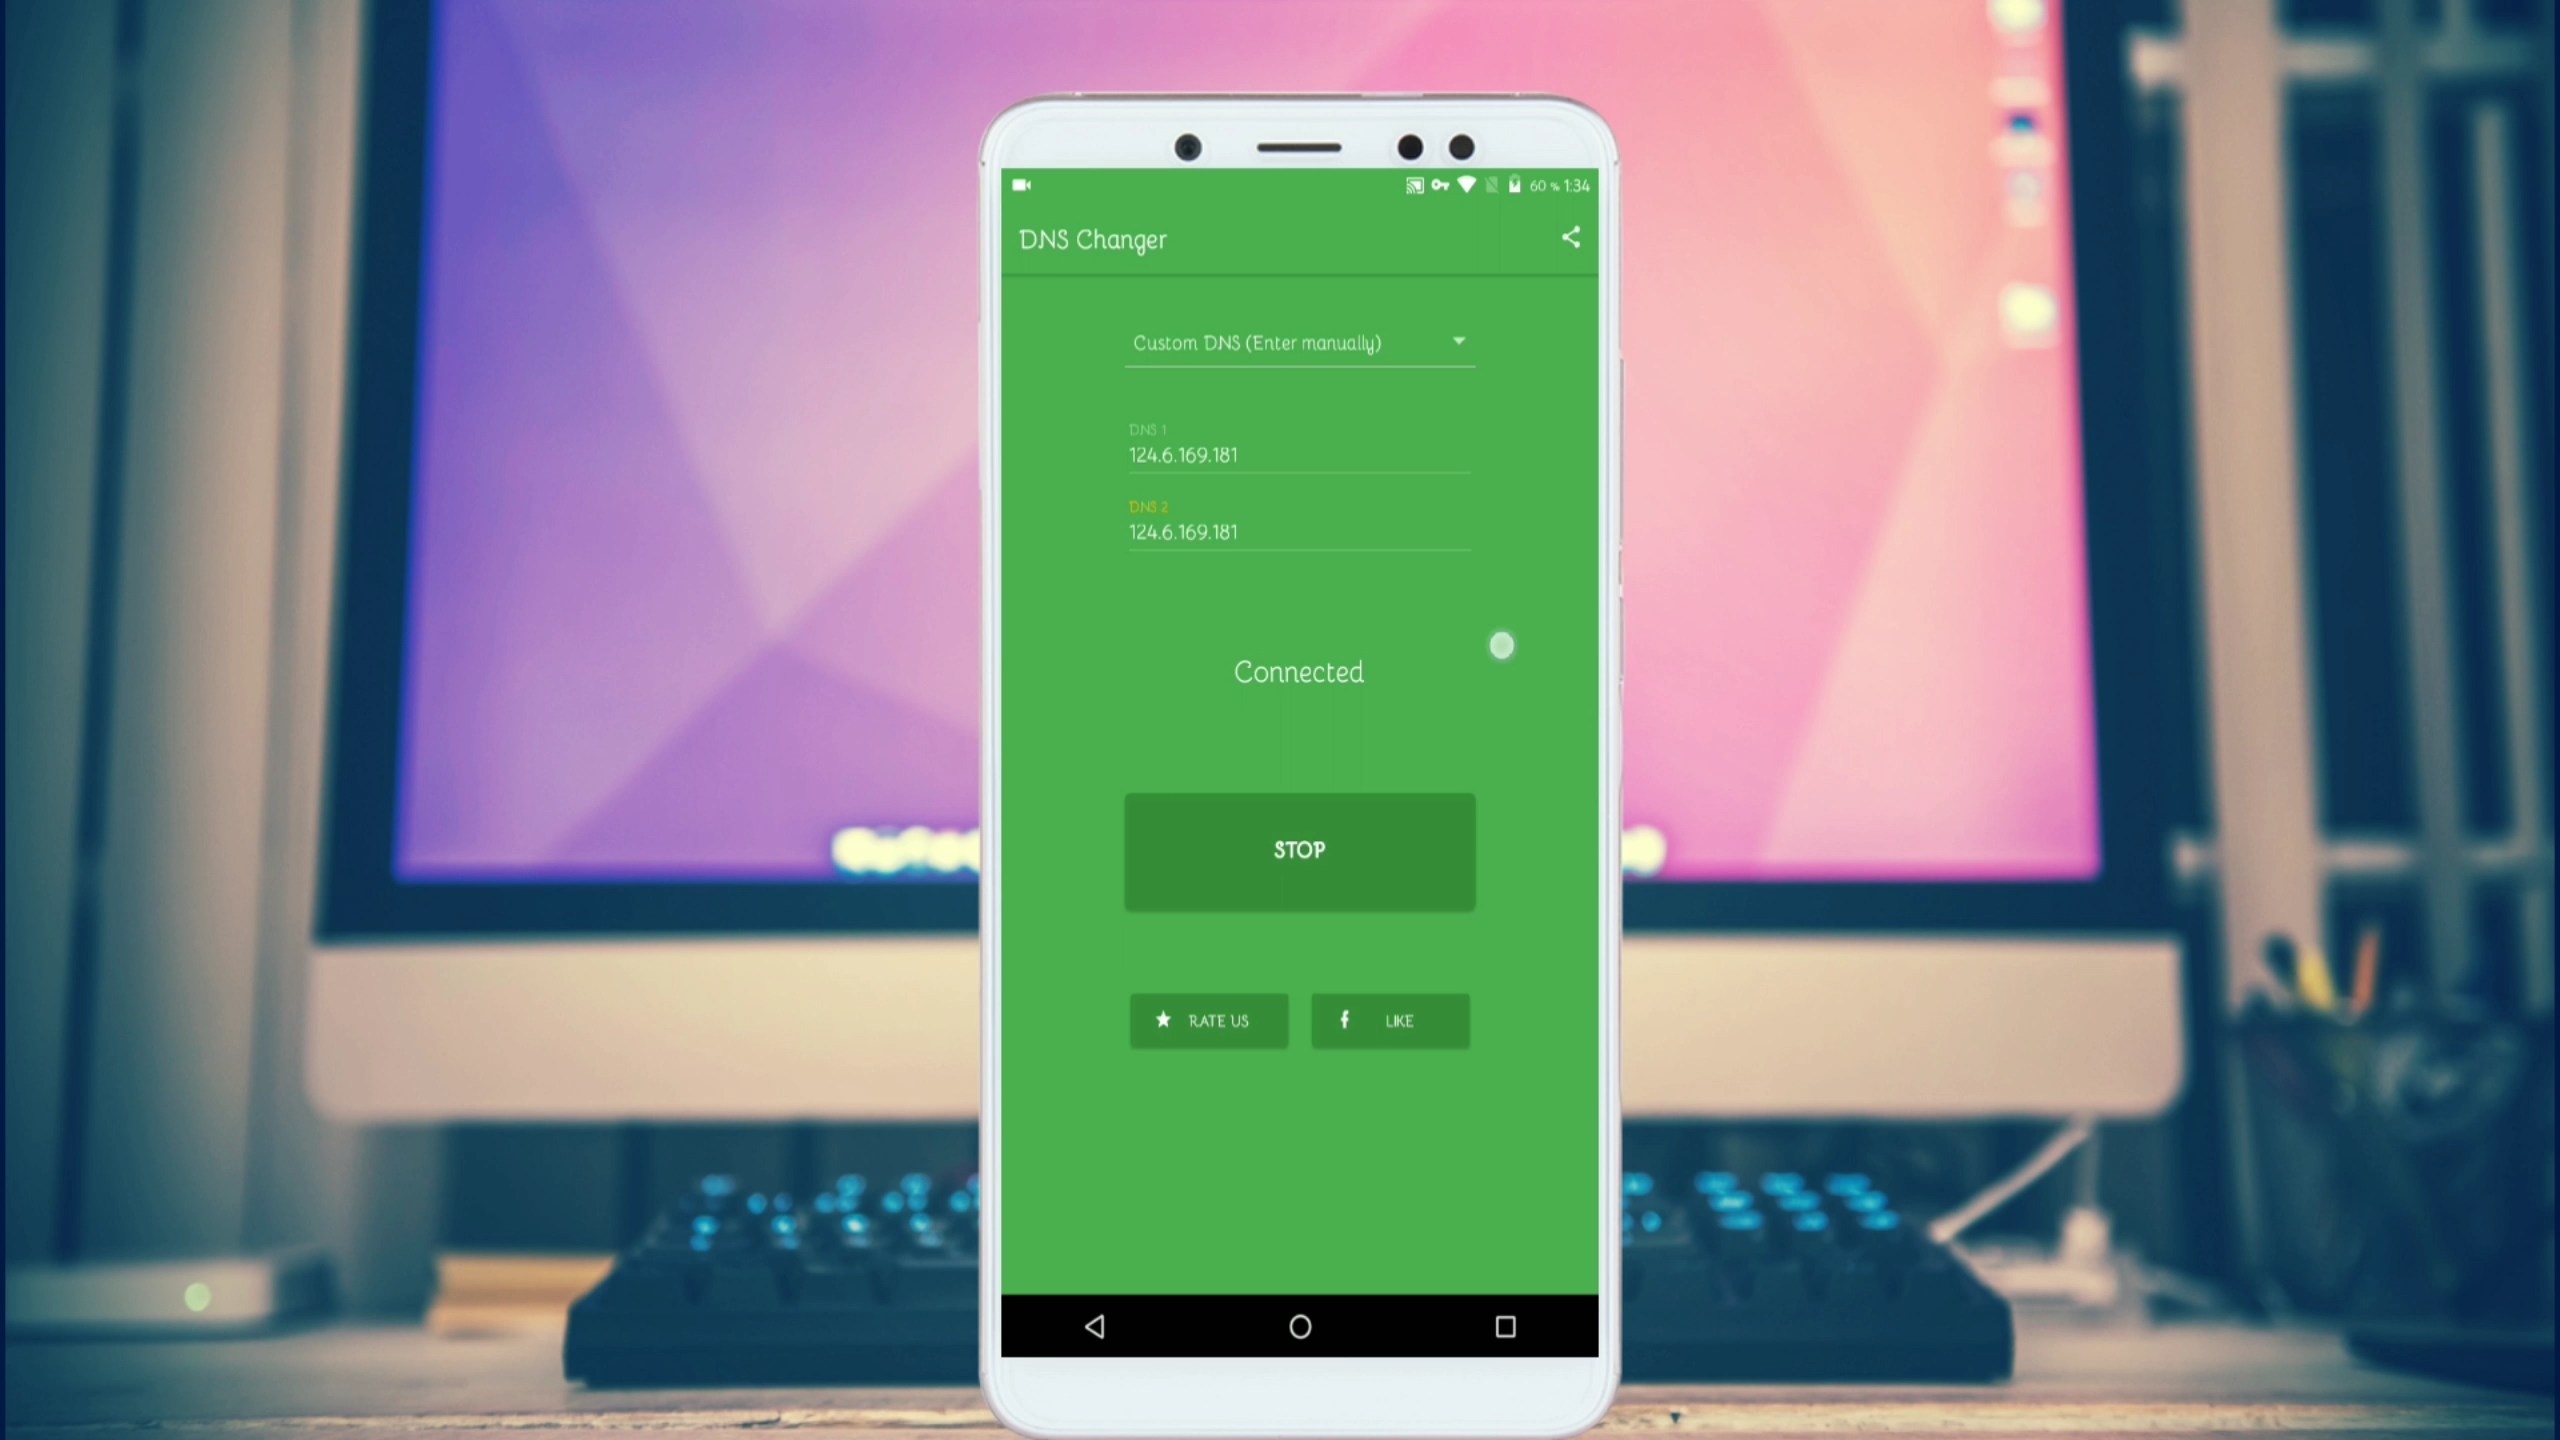 60 % 1:34
DNS Changer
Custom DNS (Enter manually)
DNS 1
124.6.169.181
DNS 2
124.6.169.181
Connected
STOP
RATE US
LIKE